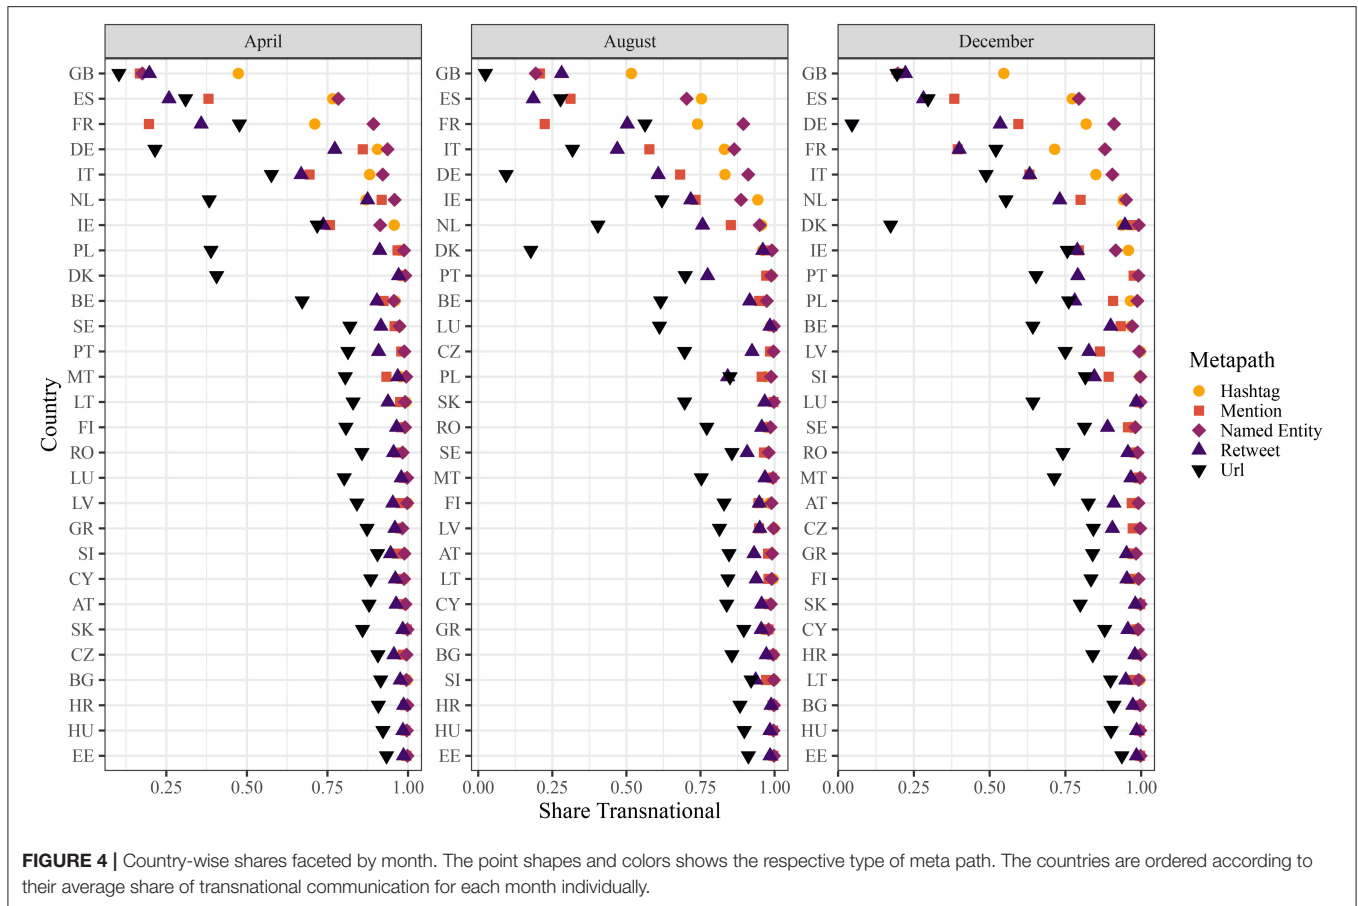 April
August
December
GB
ES
FR
DE
IT
NL
IE
PL
DK
BE
SE
PT
MT
LT
FI
RO
LU
LV
GR
SI
CY
AT
SK
CZ
BG
HR
HU
EE
GB
ES
FR
IT
DE
IE
NL
DK
PT
BE
LU
CZ
PL
SK
RO
SE
MT
FI
LV
AT
LT
CY
GR
BG
SI
HR
HU
EE
GB
ES
DE
FR
IT
NL
DK
IE
PT
PL
BE
LV
SI
LU
SE
RO
MT
AT
CZ
GR
FI
SK
CY
HR
LT
BG
HU
EE
Country
0.25 0.50 0.75 1.00
0.00 0.25 0.50 0.75 1.00
0.00 0.25 0.50 0.75 1.00
Share Transnational
Metapath
Hashtag
Mention
Named Entity
Retweet
Url
FIGURE 4 | Country-wise shares faceted by month. The point shapes and colors shows the respective type of meta path. The countries are ordered according to
their average share of transnational communication for each month individually.